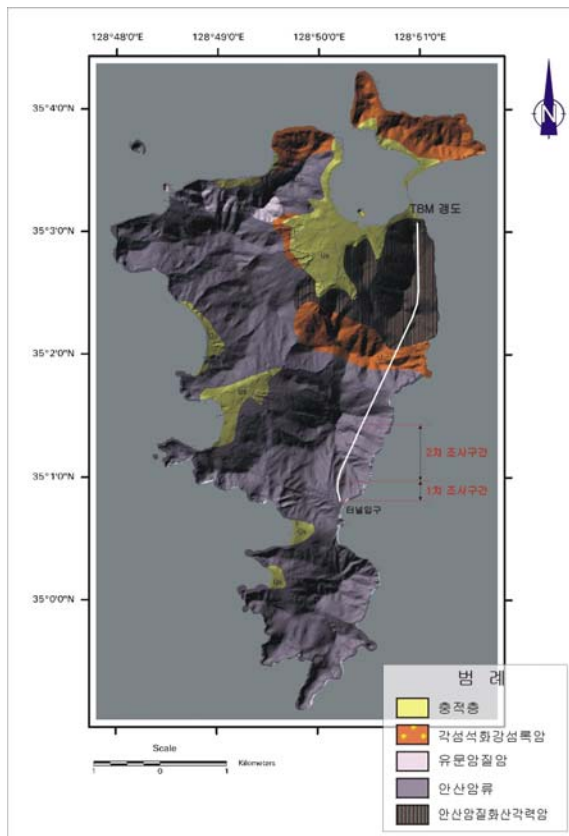 128°48'0"E 128°49'0"E 128°50'0"E 128°51'0"E
35°4'0"N
N
TBM 갱도
35°3'0"N
35°2'0"N
2차 조사구간
35°1'0"N
1차 조사구간
터널입구
35°0'0"N
범 례
충적층
각섬석화강섬록암
유문암질암
안산암류
안산암질화산각력암
Scale
1 0 1 Kilometers